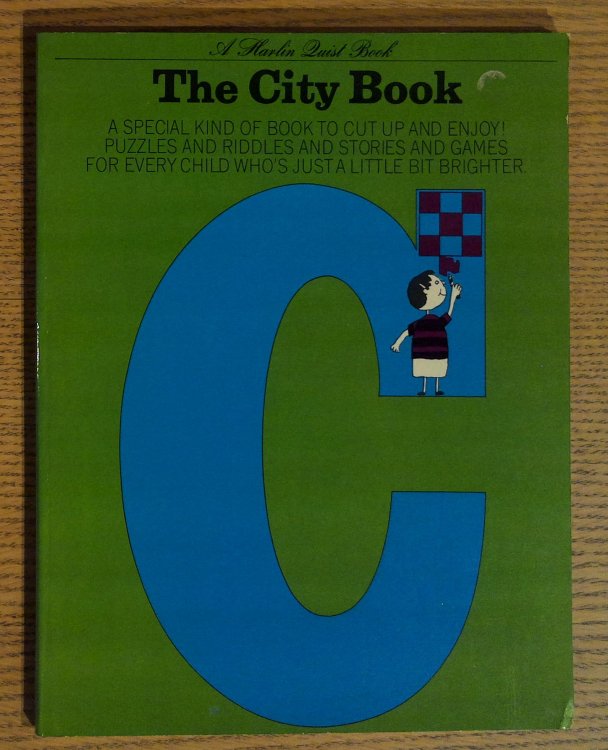 A Harlin Quist Book
The City Book
A SPECIAL KIND OF BOOK TO CUT UP AND ENJOY!
PUZZLES AND RIDDLES AND STORIES AND GAMES
FOR EVERY CHILD WHO'S JUST A LITTLE BIT BRIGHTER.
C